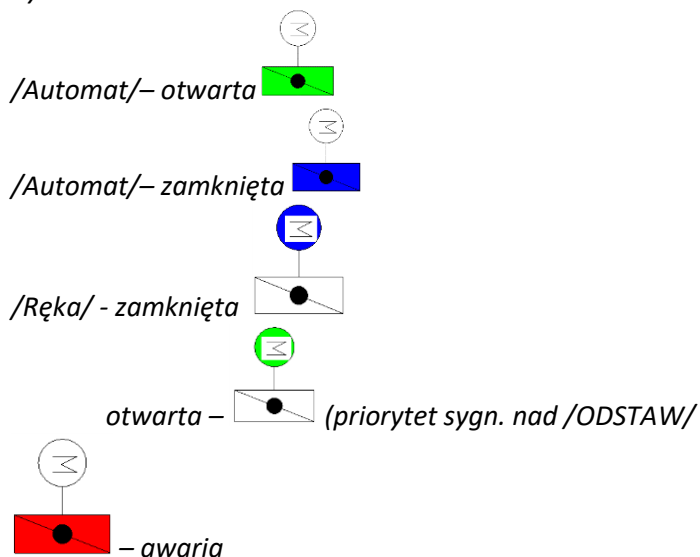 M
/Automat/– otwarta
M
/Automat/– zamknięta
M
/Ręka/ - zamknięta
M
otwarta – (priorytet sygn. nad /ODSTAW/
M
– awaria